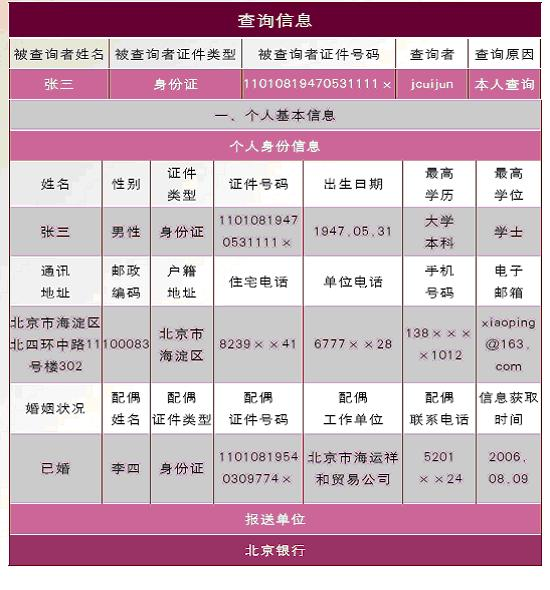 查询信息
被查询者姓名 被查询者证件类型 被查询者证件号码 查询者 查询原因
张三 身份证 11010819470531111× jcuijun 本人查询
一、个人基本信息
个人身份信息
姓名 性别 证件类型 证件号码 出生日期 最高学历 最高学位
张三 男性 身份证 11010819470531111× 1947.05.31 大学本科 学士
通讯地址 邮政编码 户籍地址 住宅电话 单位电话 手机号码 电子邮箱
北京市海淀区北四环中路11号楼302 100083 北京市海淀区 8239××41 6777××28 138××××1012 xiaoping@163.com
婚姻状况 配偶姓名 配偶证件类型 配偶证件号码 配偶工作单位 配偶联系电话 信息获取时间
已婚 李四 身份证 11010819540309774× 北京市海运祥和贸易公司 5201××24 2006.08.09
报送单位
北京银行